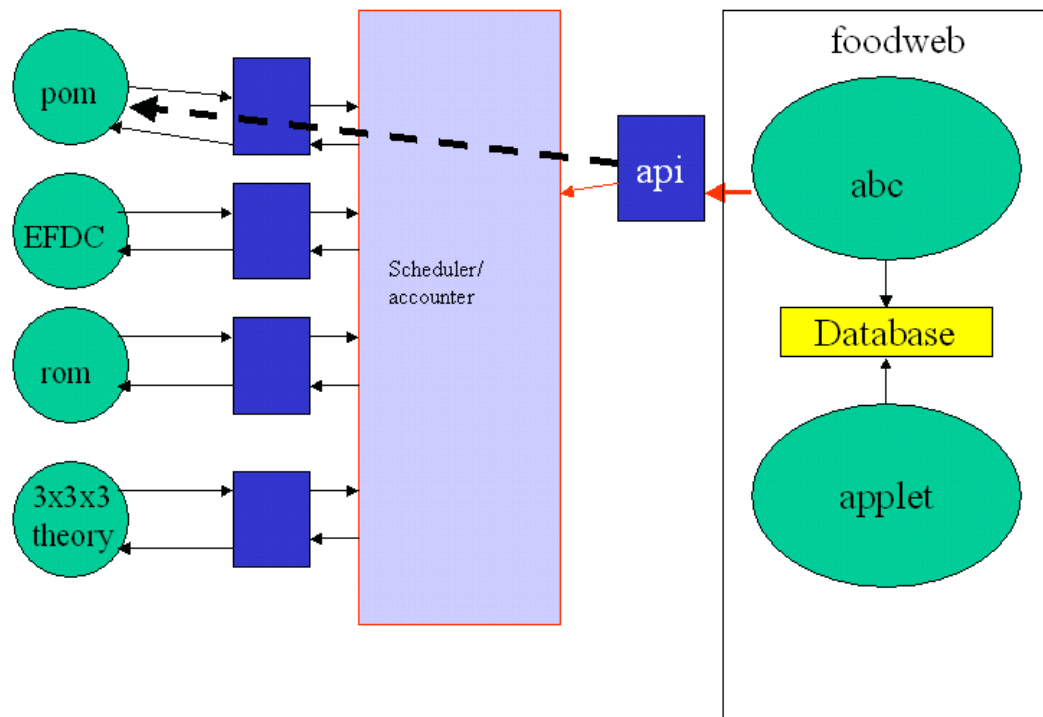 foodweb
pom
api
abc
EFDC
Scheduler/
accounter
Database
rom
3x3x3
theory
applet